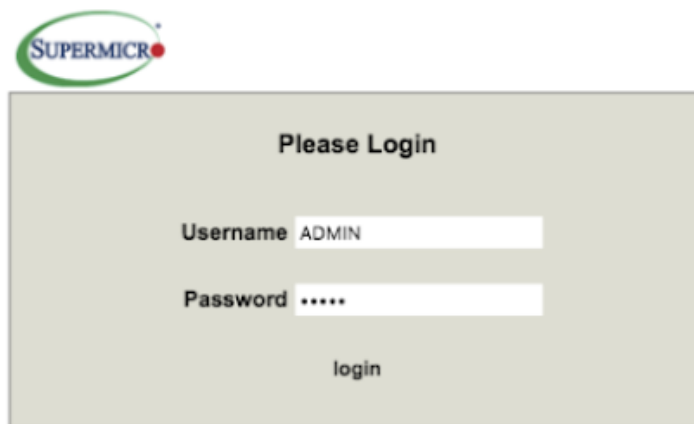 SUPERMICRO
Please Login
Username ADMIN
Password •••••
login